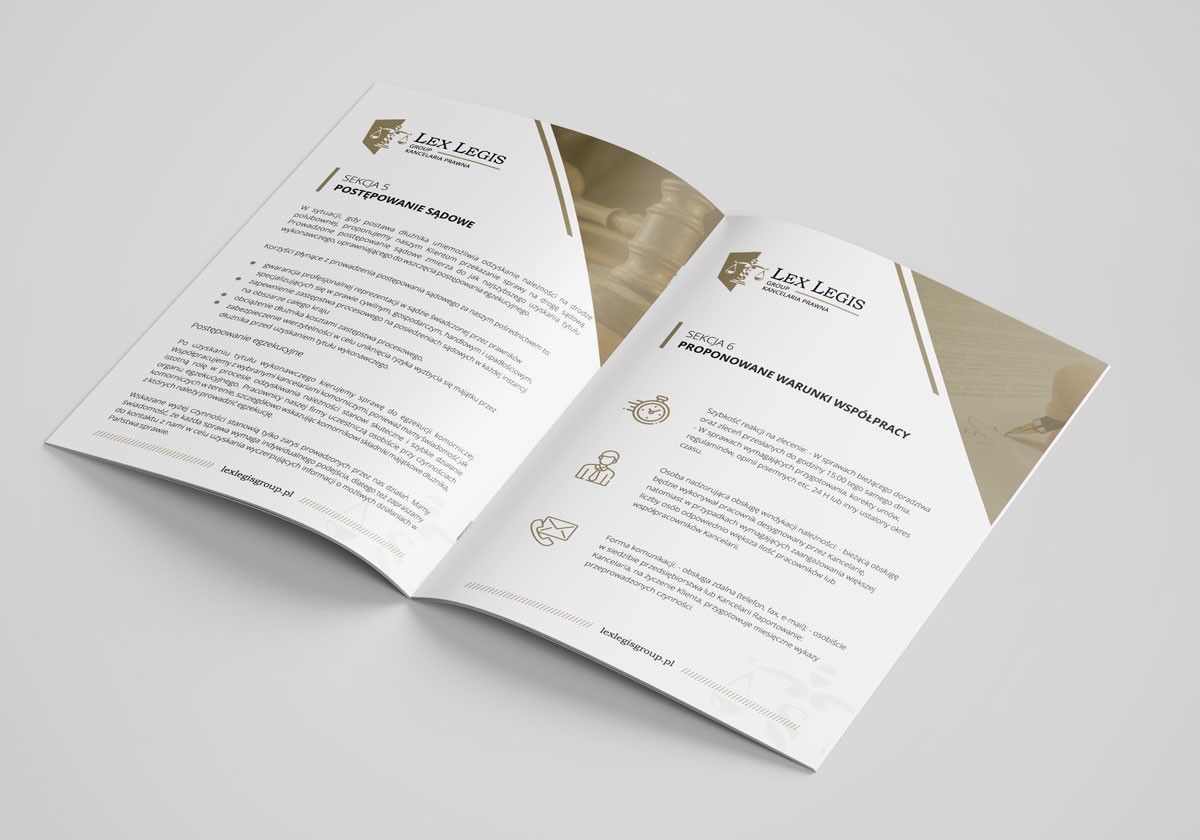 LEX LEGIS
GROUP
KANCELARIA PRAWNA
SEKCJA 5
POSTĘPOWANIE SĄDOWE
W sytuacji, gdy postawa dłużnika uniemożliwia odzyskanie należności na drodze
polubownej, proponujemy naszym Klientom przekazanie sprawy na drogę sądową.
Prowadzone postępowanie sądowe zmierza do jak najszybszego uzyskania tytułu
wykonawczego, uprawniającego do wszczęcia postępowania egzekucyjnego.
Korzyści płynące z prowadzenia postępowania sądowego za naszym pośrednictwem to:
gwarancja profesjonalnej reprezentacji w sądzie świadczonej przez prawników
specjalizujących się w prawie cywilnym, gospodarczym, handlowym i upadłościowym,
zapewnienie zastępstwa procesowego na posiedzeniach sądowych w każdej instancji
na obszarze całego kraju
obciążenie dłużnika kosztami zastępstwa procesowego.
zabezpieczenie wierzytelności w celu uniknięcia ryzyka wyzbycia się majątku przez
dłużnika przed uzyskaniem tytułu wykonawczego.
Postępowanie egzekucyjne
Po uzyskaniu tytułu wykonawczego kierujemy sprawę do egzekucji komorniczej.
Współpracujemy z wybranymi kancelariami komorniczymi, ponieważ mamy świadomość jak
istotną rolę w procesie odzyskiwania należności stanowi skuteczne i szybkie działanie
organu egzekucyjnego. Pracownicy naszej firmy uczestniczą osobiście przy czynnościach
komorniczych w terenie, szczegółowo wskazując komornikowi składniki majątkowe dłużnika,
z których należy prowadzić egzekucję.
Wskazane wyżej czynności stanowią tylko zarys prowadzonych przez nas działań. Mamy
świadomość, że każda sprawa wymaga indywidualnego podejścia, dlatego też zapraszamy
do kontaktu z nami w celu uzyskania wyczerpujących informacji o możliwych działaniach w
Państwa sprawie.
lexlegisgroup.pl
LEX LEGIS
GROUP
KANCELARIA PRAWNA
SEKCJA 6
PROPONOWANE WARUNKI WSPÓŁPRACY
Szybkość reakcji na zlecenie: - W sprawach bieżącego doradztwa
oraz zleceń przesłanych do godziny 15:00 tego samego dnia.
- W sprawach wymagających przygotowania, korekty umów,
regulaminów, opinii pisemnych etc. 24 H lub inny ustalony okres
czasu.
Osoba nadzorująca obsługę windykacji należności: - bieżącą obsługę
będzie wykonywał pracownik desygnowany przez Kancelarię,
natomiast w przypadkach wymagających zaangażowania większej
liczby osób odpowiednio większa ilość pracowników lub
współpracowników Kancelarii.
Forma komunikacji: - obsługa zdalna (telefon, fax, e-mail); - osobiście
w siedzibie przedsiębiorstwa lub Kancelarii Raportowanie:
Kancelaria, na życzenie Klienta, przygotowuje miesięczne wykazy
przeprowadzonych czynności.
lexlegisgroup.pl